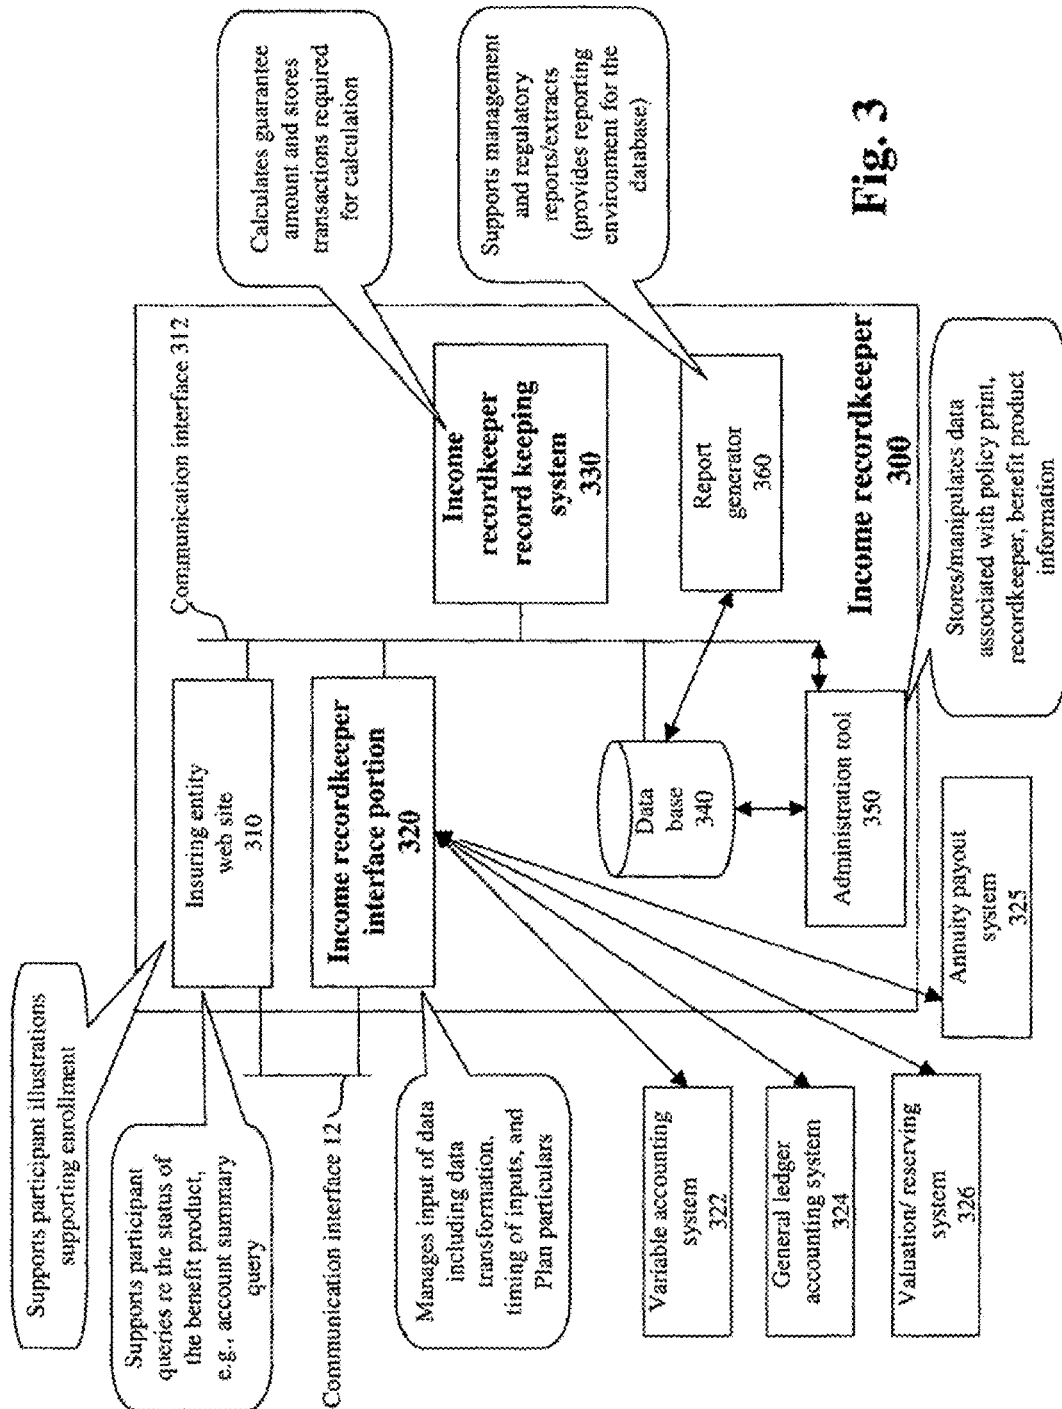 Supports participant illustrations
supporting enrollment
Supports participant
queries re the status of
the benefit product,
e.g., account summary
query
Communication interface 12
Manages input of data
including data
transformation,
timing of inputs, and
Plan particulars
Variable accounting
system
322
General ledger
accounting system
324
Valuation/ reserving
system
326
Annuity payout
system
325
Insuring entity
web site
310
Income recordkeeper
interface portion
320
Data
base
340
Administration tool
350
Communication interface 312
Income
recordkeeper
record keeping
system
330
Report
generator
360
Income recordkeeper
300
Calculates guarantee
amount and stores
transactions required
for calculation
Supports management
and regulatory
reports/extracts
(provides reporting
environment for the
database)
Stores/manipulates data
associated with policy print,
recordkeeper, benefit product
information
Fig. 3